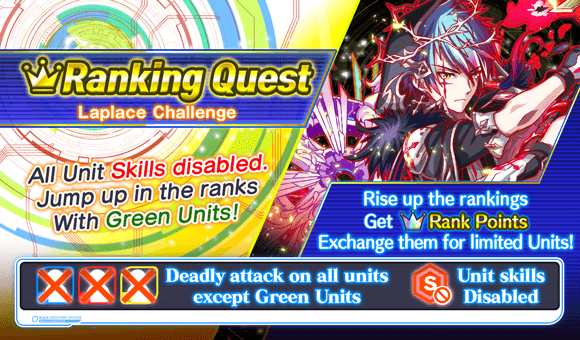 Ranking Quest
Laplace Challenge
All Unit Skills disabled.
Jump up in the ranks
With Green Units!
Rise up the rankings
Get Rank Points
Exchange them for limited Units!
Deadly attack on all units
except Green Units
S
Unit skills
Disabled